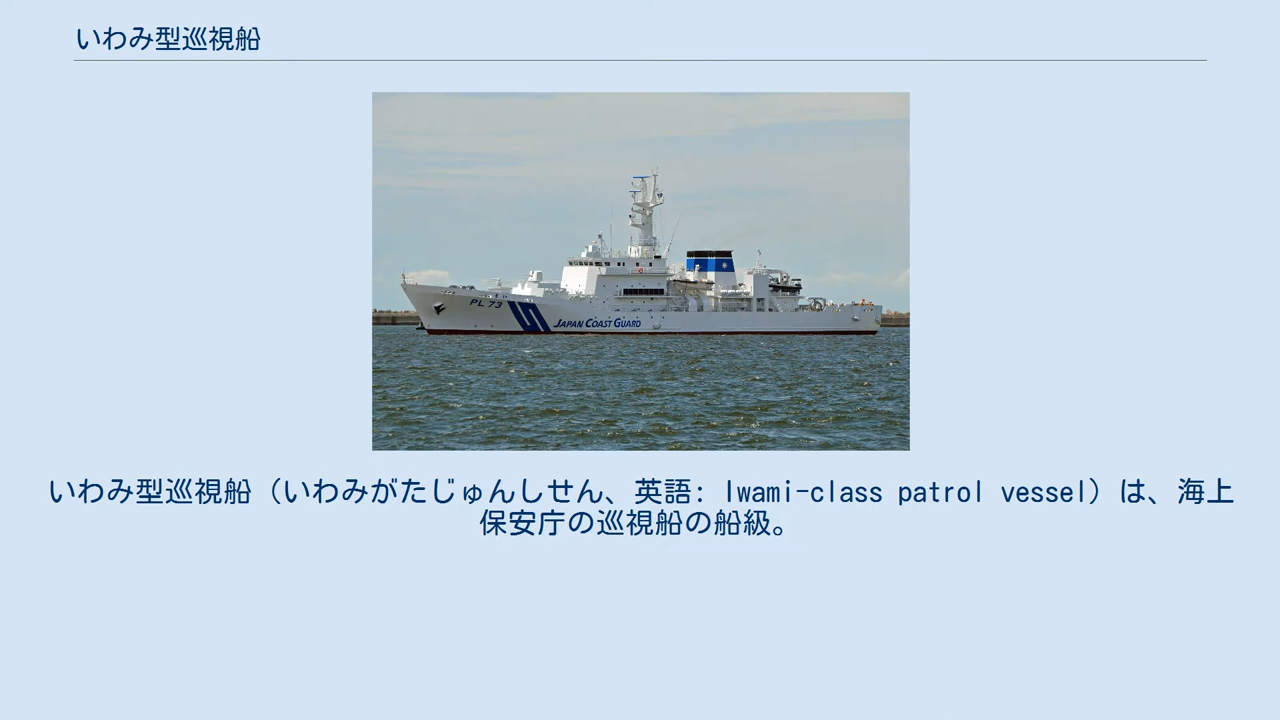 いわみ型巡視船
PL 73
JAPAN COAST GUARD
いわみ型巡視船（いわみがたじゅんしせん、英語: Iwami-class patrol vessel）は、海上
保安庁の巡視船の船級。